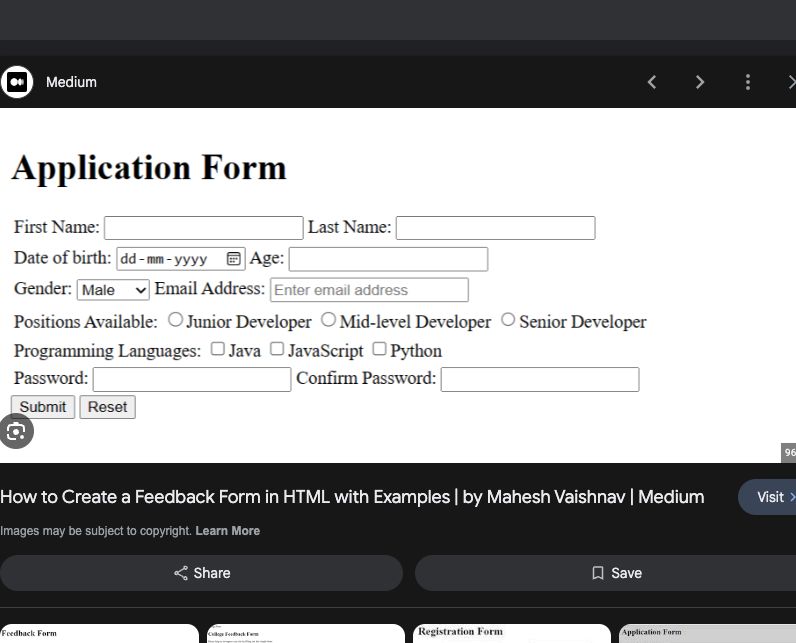 Medium
Application Form
First Name: Last Name:
Date of birth: dd-mm-yyyy Age:
Gender: Male Email Address: Enter email address
Positions Available: Junior Developer Mid-level Developer Senior Developer
Programming Languages: Java JavaScript Python
Password: Confirm Password:
Submit Reset
96
How to Create a Feedback Form in HTML with Examples | by Mahesh Vaishnav | Medium
Visit
Images may be subject to copyright. Learn More
Share Save
Feedback Form
College Feedback Form
Registration Form
Application Form